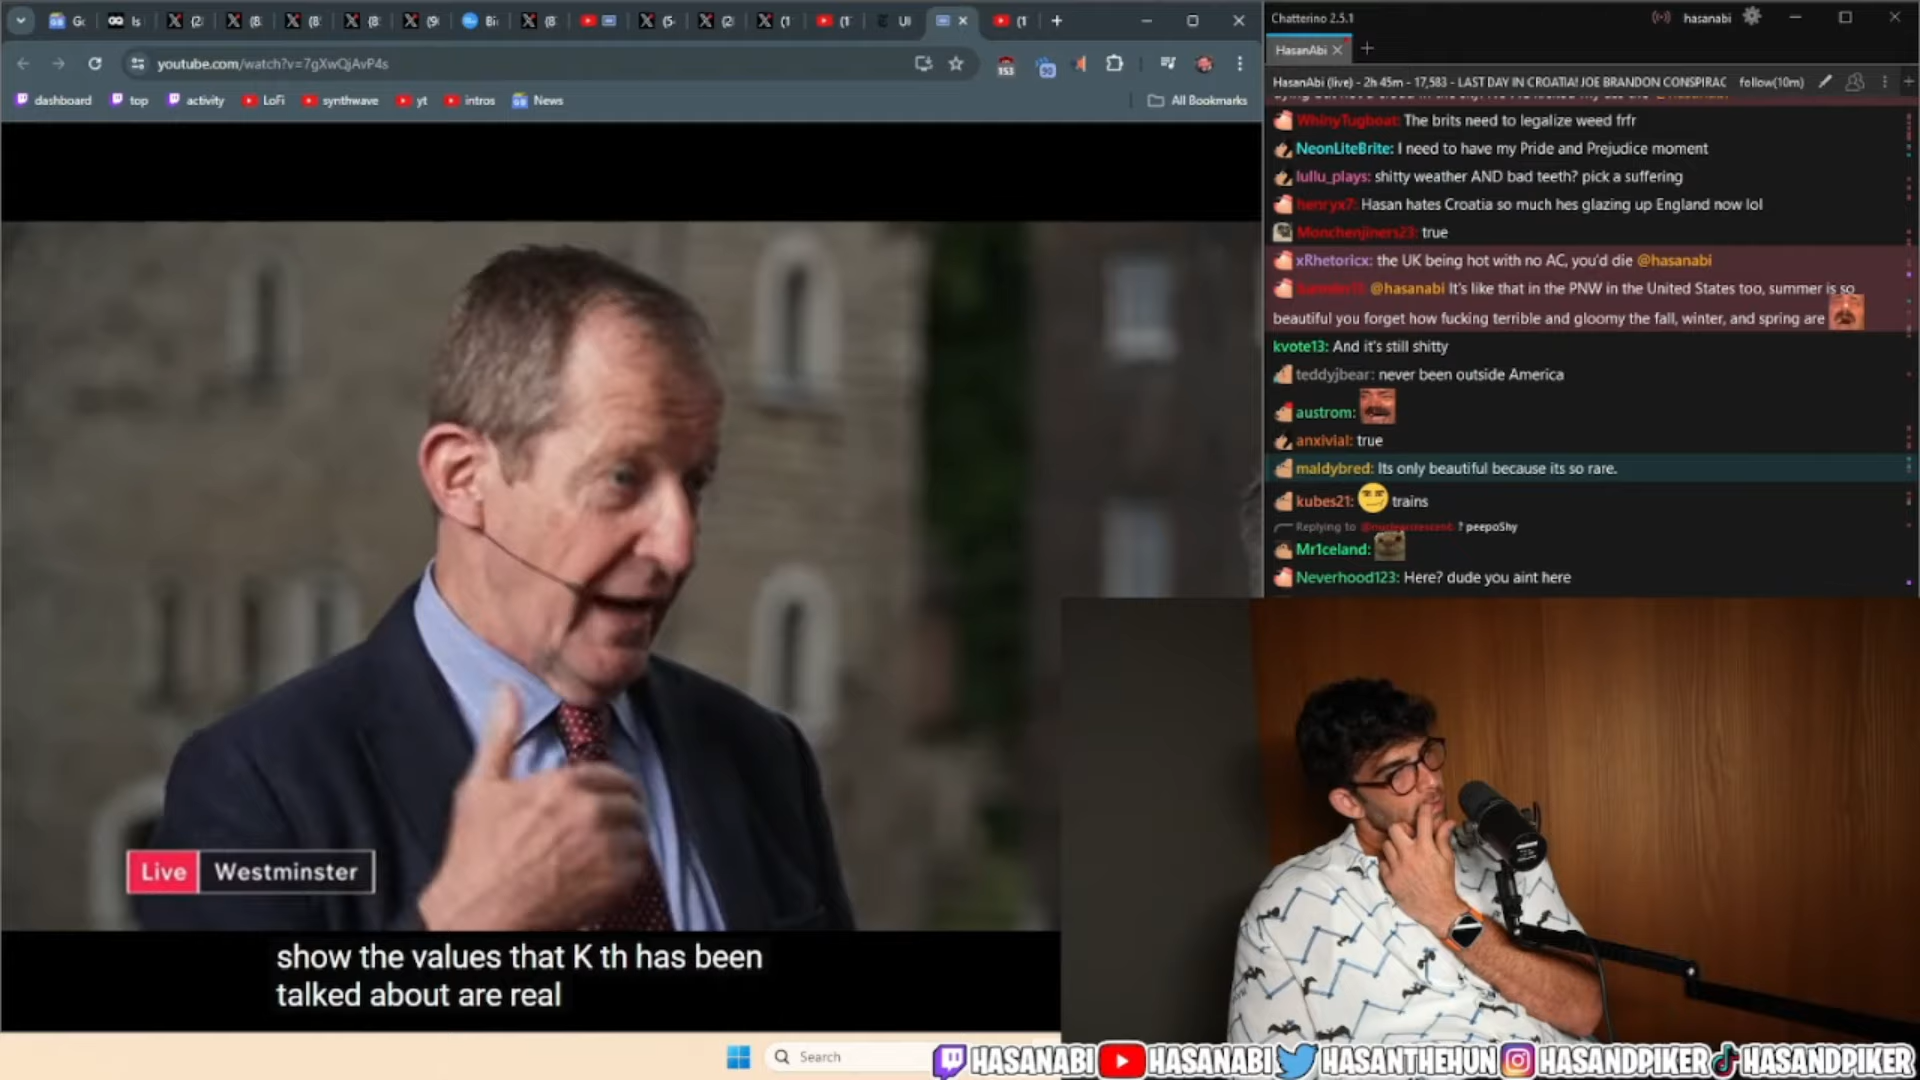 youtube.com/watch?v=7gXwQjAvP4s
dashboard top activity LoFi synthwave yt intros News All Bookmarks
Chatterino 2.5.1 hasanabi
HasanAbi
HasanAbi (live) - 2h 45m - 17,583 - LAST DAY IN CROATIA! JOE BRANDON CONSPIRAC follow(10m)
WhinyTugboat: The brits need to legalize weed frfr
NeonLiteBrite: I need to have my Pride and Prejudice moment
lullu_plays: shitty weather AND bad teeth? pick a suffering
henryx7: Hasan hates Croatia so much hes glazing up England now lol
Monchenjiners23: true
xRhetoricx: the UK being hot with no AC, you'd die @hasanabi
@hasanabi It's like that in the PNW in the United States too, summer is so
beautiful you forget how fucking terrible and gloomy the fall, winter, and spring are
kvote13: And it's still shitty
teddyjbear: never been outside America
austrom:
anxivial: true
maldybred: Its only beautiful because its so rare.
kubes21: trains
Replying to ? peepoShy
Mr1celand:
Neverhood123: Here? dude you aint here
Live Westminster
show the values that K th has been
talked about are real
Search
HASANABI HASANABI HASANTHEHUN HASANDPIKER HASANDPIKER